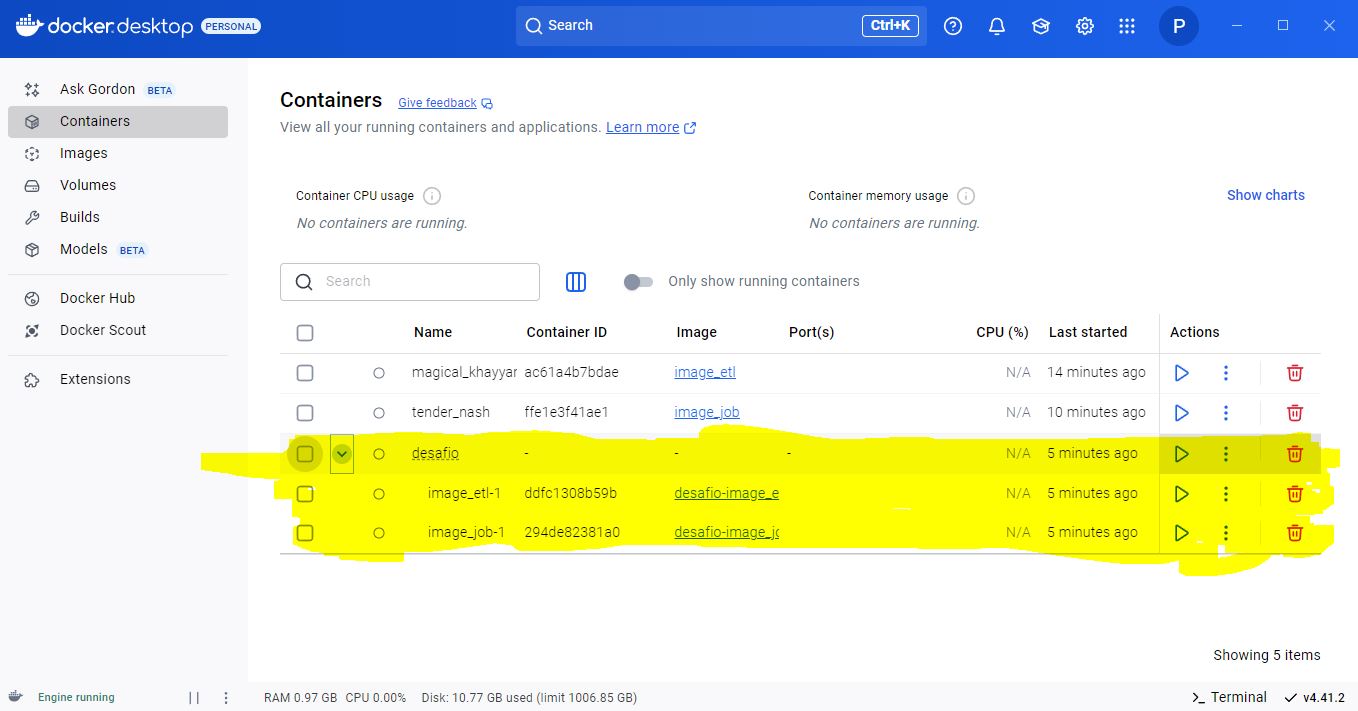 docker.desktop PERSONAL Search Ctrl+K P
Ask Gordon BETA
Containers
Images
Volumes
Builds
Models BETA
Docker Hub
Docker Scout
Extensions
Containers Give feedback
View all your running containers and applications. Learn more
Container CPU usage
No containers are running.
Container memory usage
No containers are running.
Show charts
Search
Only show running containers
Name Container ID Image Port(s) CPU (%) Last started Actions
magical_khayyar ac61a4b7bdae image_etl N/A 14 minutes ago
tender_nash ffe1e3f41ae1 image_job N/A 10 minutes ago
desafio - - - N/A 5 minutes ago
image_etl-1 ddfc1308b59b desafio-image_e N/A 5 minutes ago
image_job-1 294de82381a0 desafio-image_jo N/A 5 minutes ago
Showing 5 items
Engine running RAM 0.97 GB CPU 0.00% Disk: 10.77 GB used (limit 1006.85 GB) Terminal v4.41.2